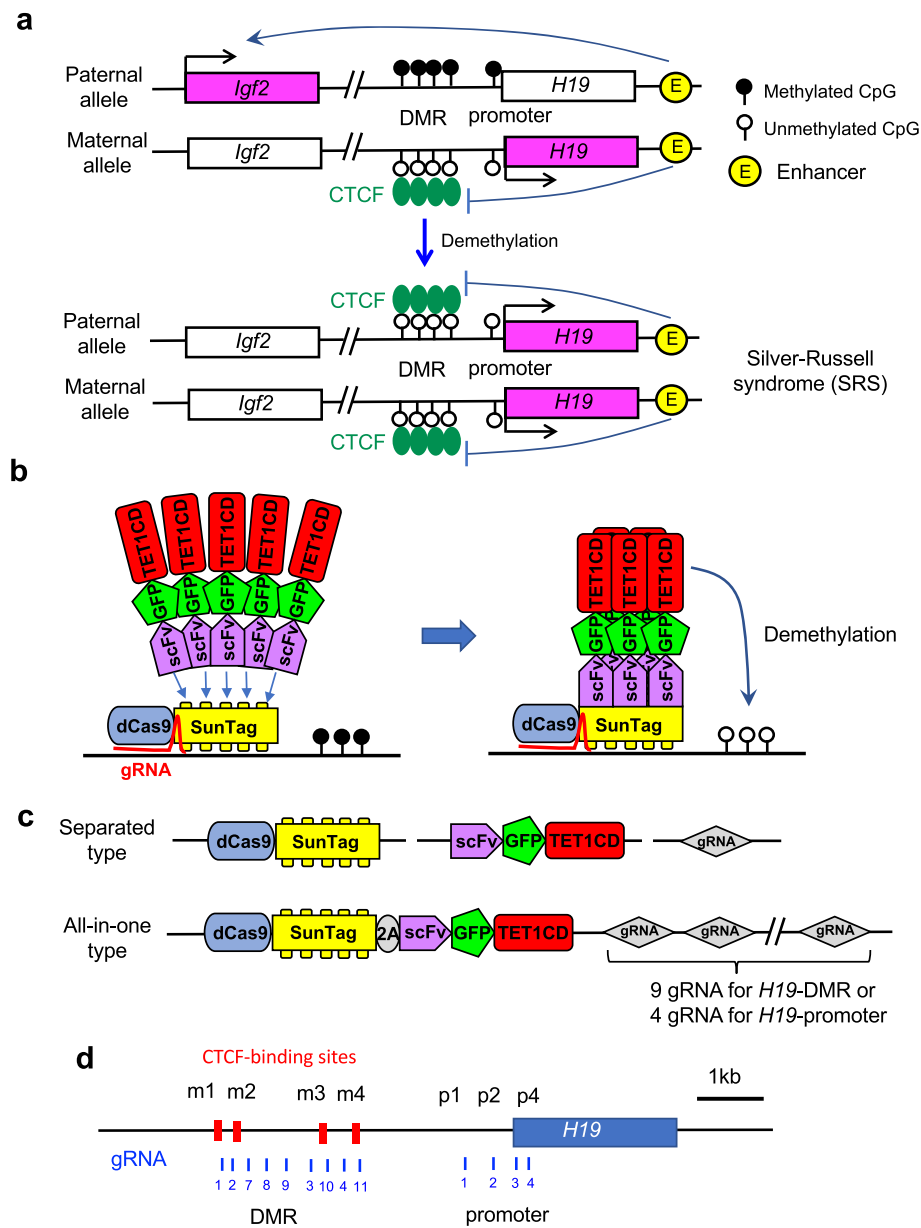 a
Paternal allele
Igf2
H19
E
DMR
promoter
Methylated CpG
Maternal allele
Igf2
H19
E
Unmethylated CpG
CTCF
E
Enhancer
Demethylation
CTCF
Paternal allele
Igf2
H19
E
DMR
promoter
Silver-Russell
syndrome (SRS)
Maternal allele
Igf2
H19
E
CTCF
b
TET1CD
TET1CD
TET1CD
TET1CD
TET1CD
GFP
GFP
GFP
GFP
GFP
scFv
scFv
scFv
scFv
scFv
dCas9
SunTag
gRNA
TET1CD
TET1CD
TET1CD
GFP
GFP
GFP
scFv
scFv
scFv
dCas9
SunTag
Demethylation
c
Separated
type
dCas9
SunTag
scFv
GFP
TET1CD
gRNA
All-in-one
type
dCas9
SunTag
2A
scFv
GFP
TET1CD
gRNA
gRNA
gRNA
9 gRNA for H19-DMR or
4 gRNA for H19-promoter
d
CTCF-binding sites
m1 m2 m3 m4 p1 p2 p4
1kb
H19
gRNA
1 2 7 8 9 3 10 4 11 1 2 3 4
DMR
promoter